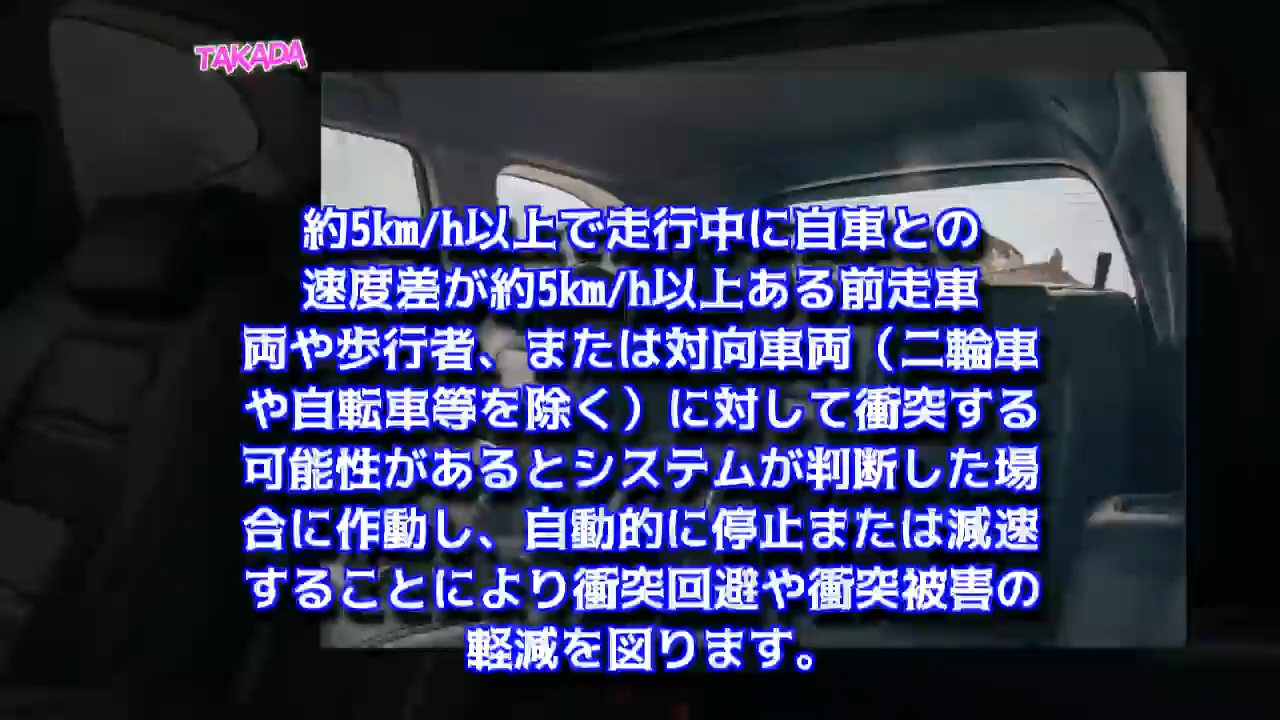 TAKADA
約5km/h以上で走行中に自車との
速度差が約5km/h以上ある前走車
両や歩行者、または対向車両（二輪車
や自転車等を除く）に対して衝突する
可能性があるとシステムが判断した場
合に作動し、自動的に停止または減速
することにより衝突回避や衝突被害の
軽減を図ります。